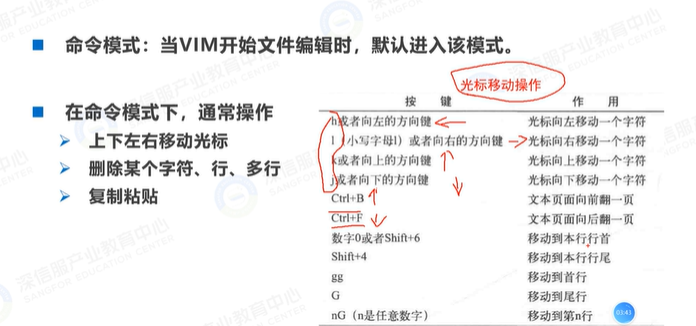 命令模式：当VIM开始文件编辑时，默认进入该模式。
光标移动操作
在命令模式下，通常操作
上下左右移动光标
删除某个字符、行、多行
复制粘贴
按 键 作 用
h或者向左的方向键 光标向左移动一个字符
l（小写字母l）或者向右的方向键 光标向右移动一个字符
k或者向上的方向键 光标向上移动一个字符
j或者向下的方向键 光标向下移动一个字符
Ctrl+B 文本页面向前翻一页
Ctrl+F 文本页面向后翻一页
数字0或者Shift+6 移动到本行行首
Shift+4 移动到本行行尾
gg 移动到首行
G 移动到尾行
nG（n是任意数字） 移动到第n行
03:43
深信服产业教育中心
SANGFOR EDUCATION CENTER